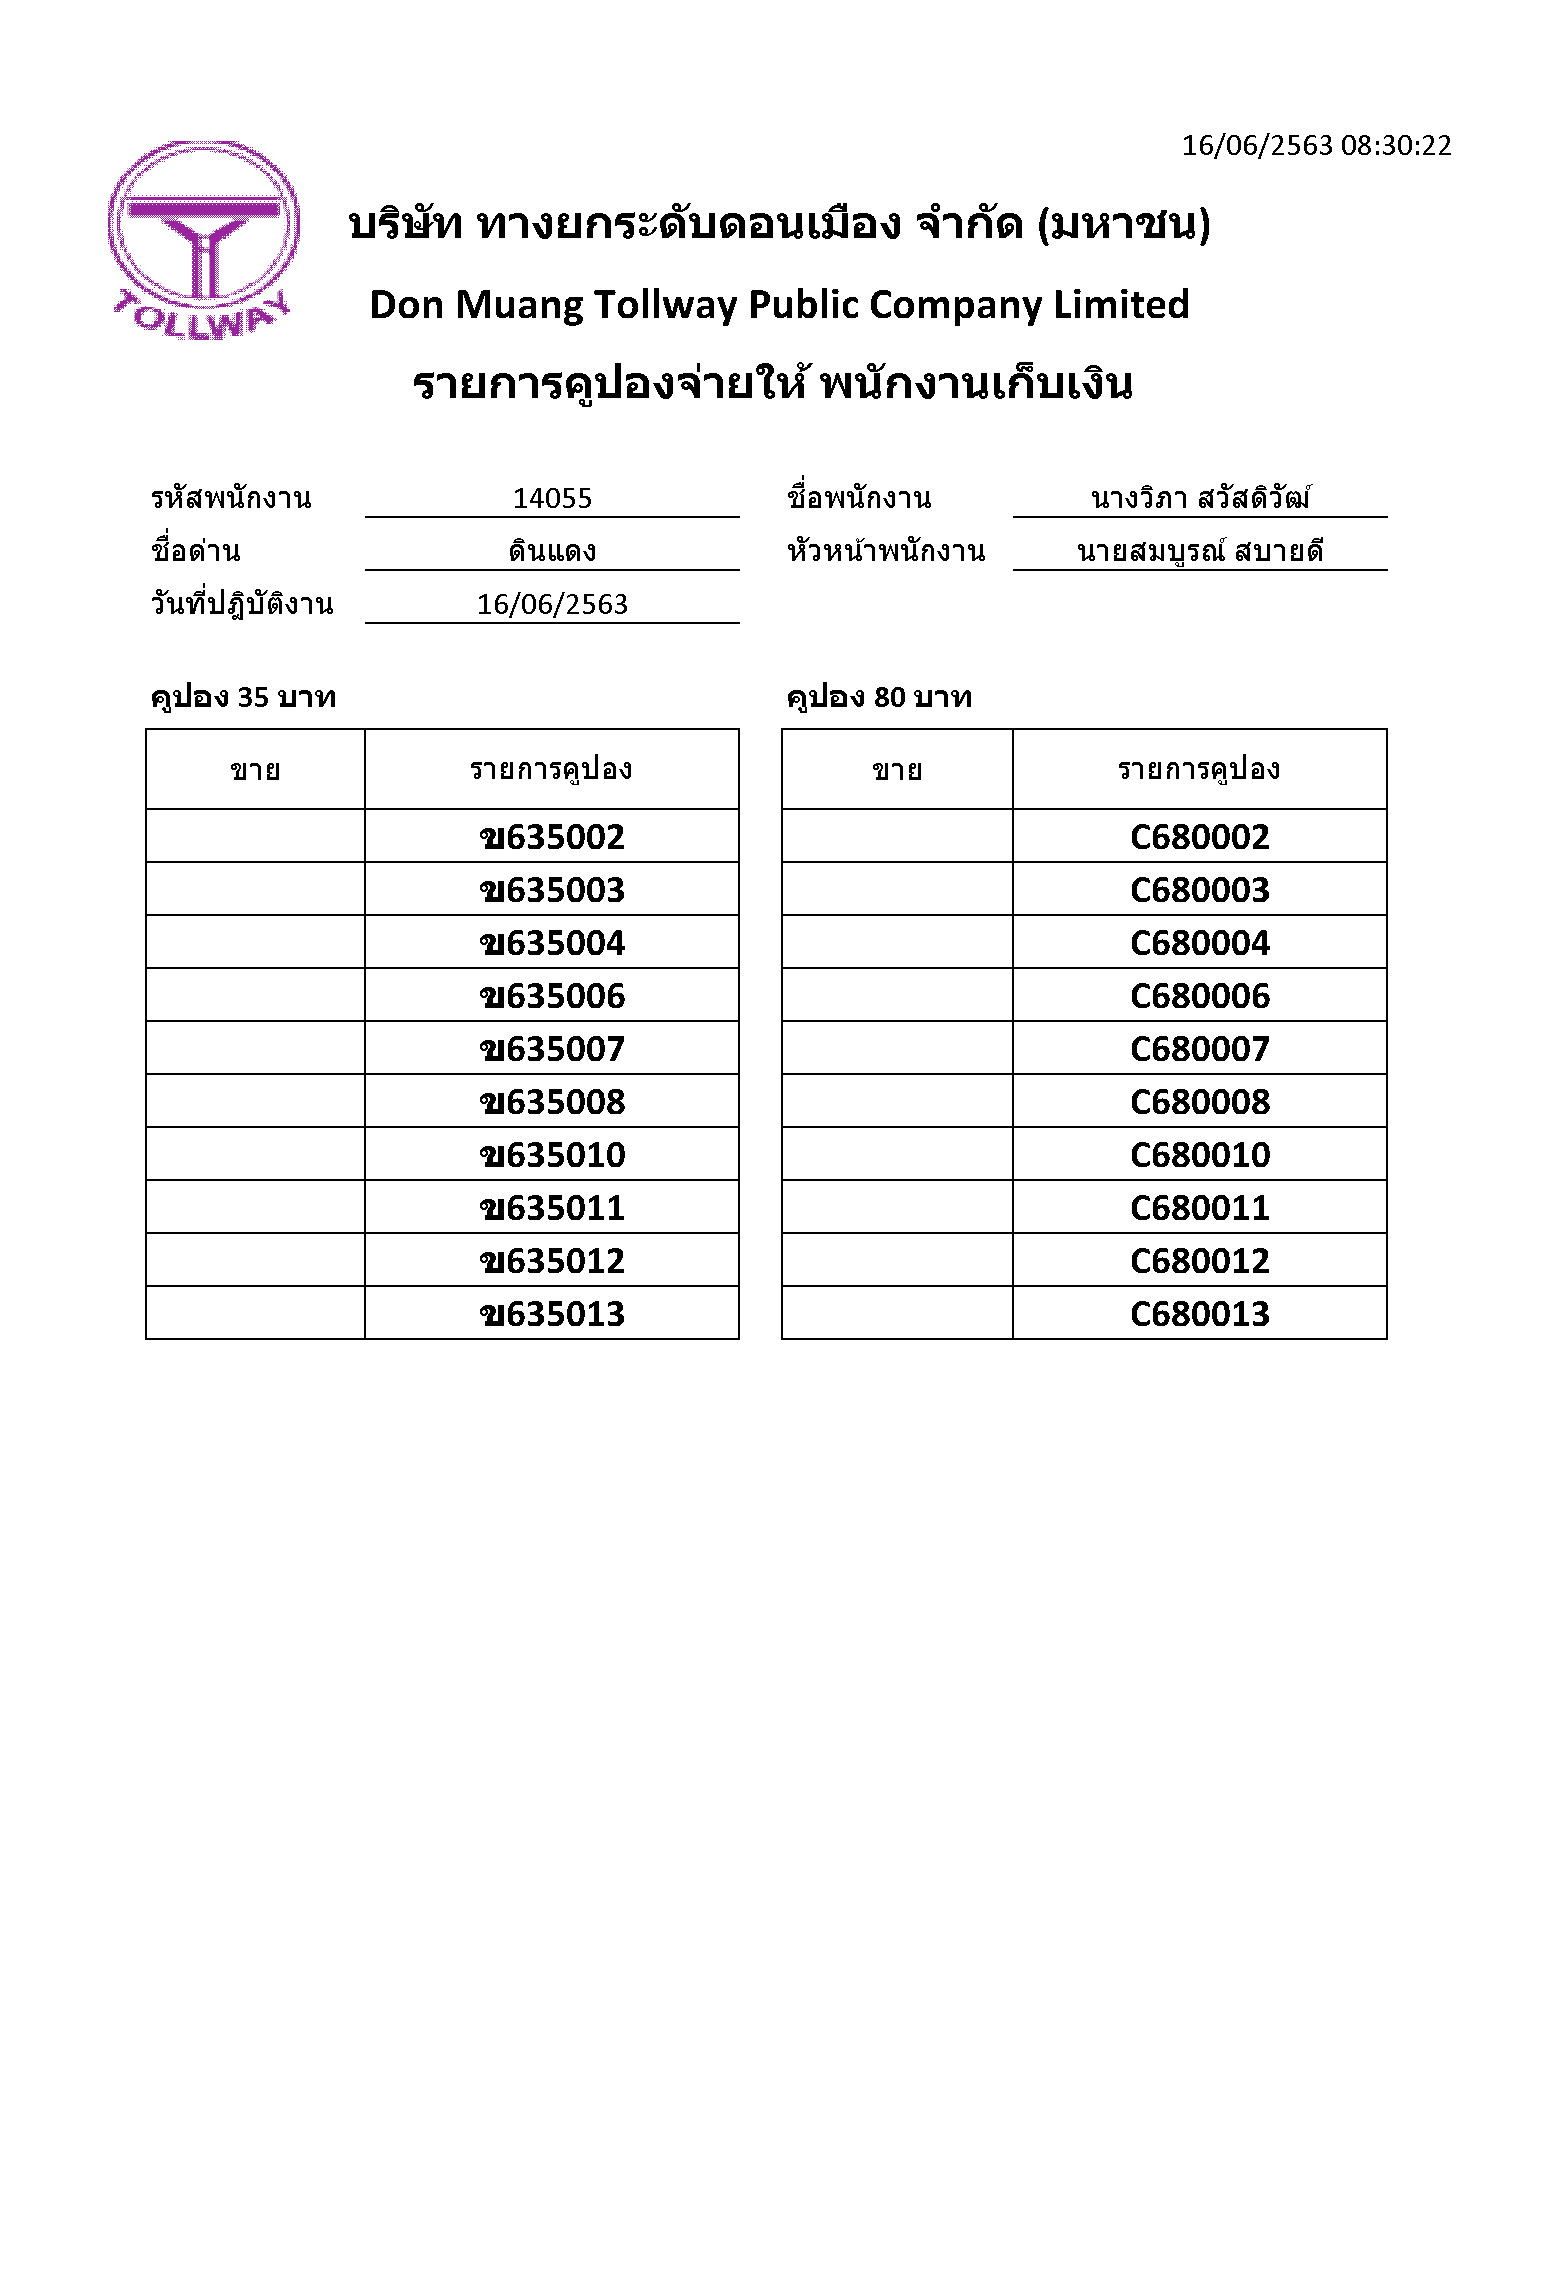 16/06/2563 08:30:22
TOLLWAY
บริษัท ทางยกระดับดอนเมือง จำกัด (มหาชน)
Don Muang Tollway Public Company Limited
รายการคูปองจ่ายให้ พนักงานเก็บเงิน
รหัสพนักงาน 14055 ชื่อพนักงาน นางวิภา สวัสดิวัฒ์
ชื่อด่าน ดินแดง หัวหน้าพนักงาน นายสมบูรณ์ สบายดี
วันที่ปฎิบัติงาน 16/06/2563
คูปอง 35 บาท คูปอง 80 บาท
ขาย รายการคูปอง ขาย รายการคูปอง
ข635002 C680002
ข635003 C680003
ข635004 C680004
ข635006 C680006
ข635007 C680007
ข635008 C680008
ข635010 C680010
ข635011 C680011
ข635012 C680012
ข635013 C680013